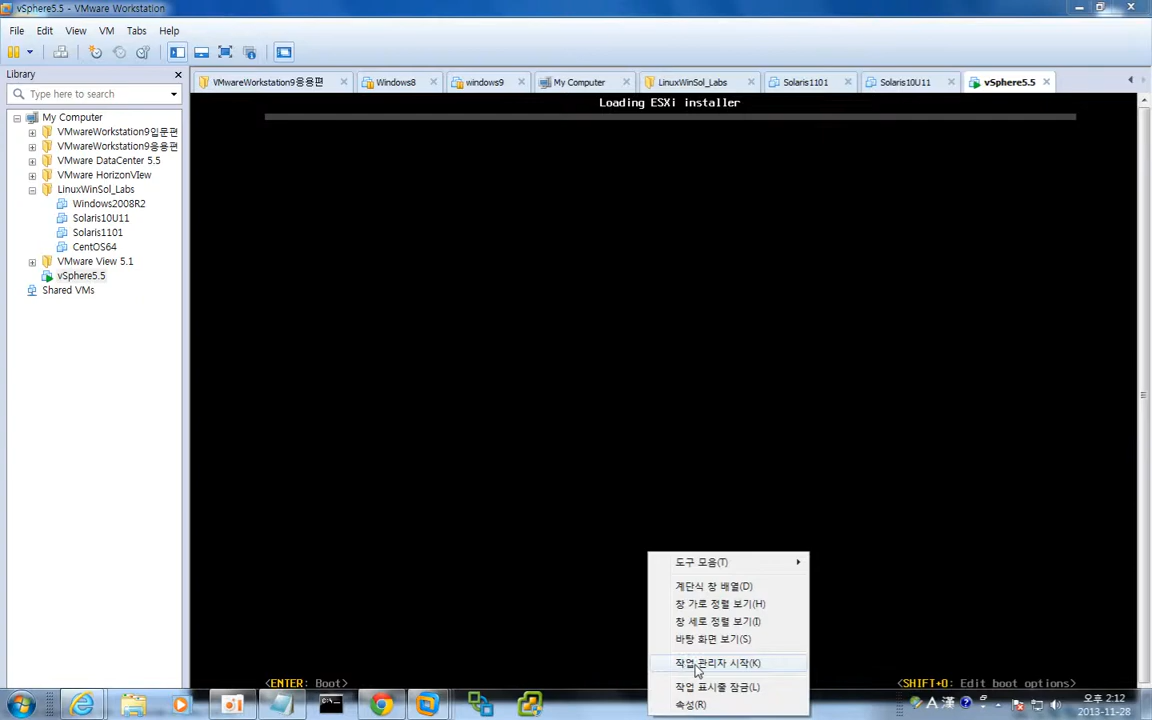 vSphere5.5 - VMware Workstation
File Edit View VM Tabs Help
Library
Type here to search
My Computer
VMwareWorkstation9입문편
VMwareWorkstation9응용편
VMware DataCenter 5.5
VMware HorizonVIew
LinuxWinSol_Labs
Windows2008R2
Solaris10U11
Solaris1101
CentOS64
VMware View 5.1
vSphere5.5
Shared VMs
VMwareWorkstation9응용편 Windows8 windows9 My Computer LinuxWinSol_Labs Solaris1101 Solaris10U11 vSphere5.5
Loading ESXi installer
도구 모음(T)
계단식 창 배열(D)
창 가로 정렬 보기(H)
창 세로 정렬 보기(I)
바탕 화면 보기(S)
작업 관리자 시작(K)
작업 표시줄 잠금(L)
속성(R)
<ENTER: Boot>
<SHIFT+O: Edit boot options>
A 漢
오후 2:12
2013-11-28